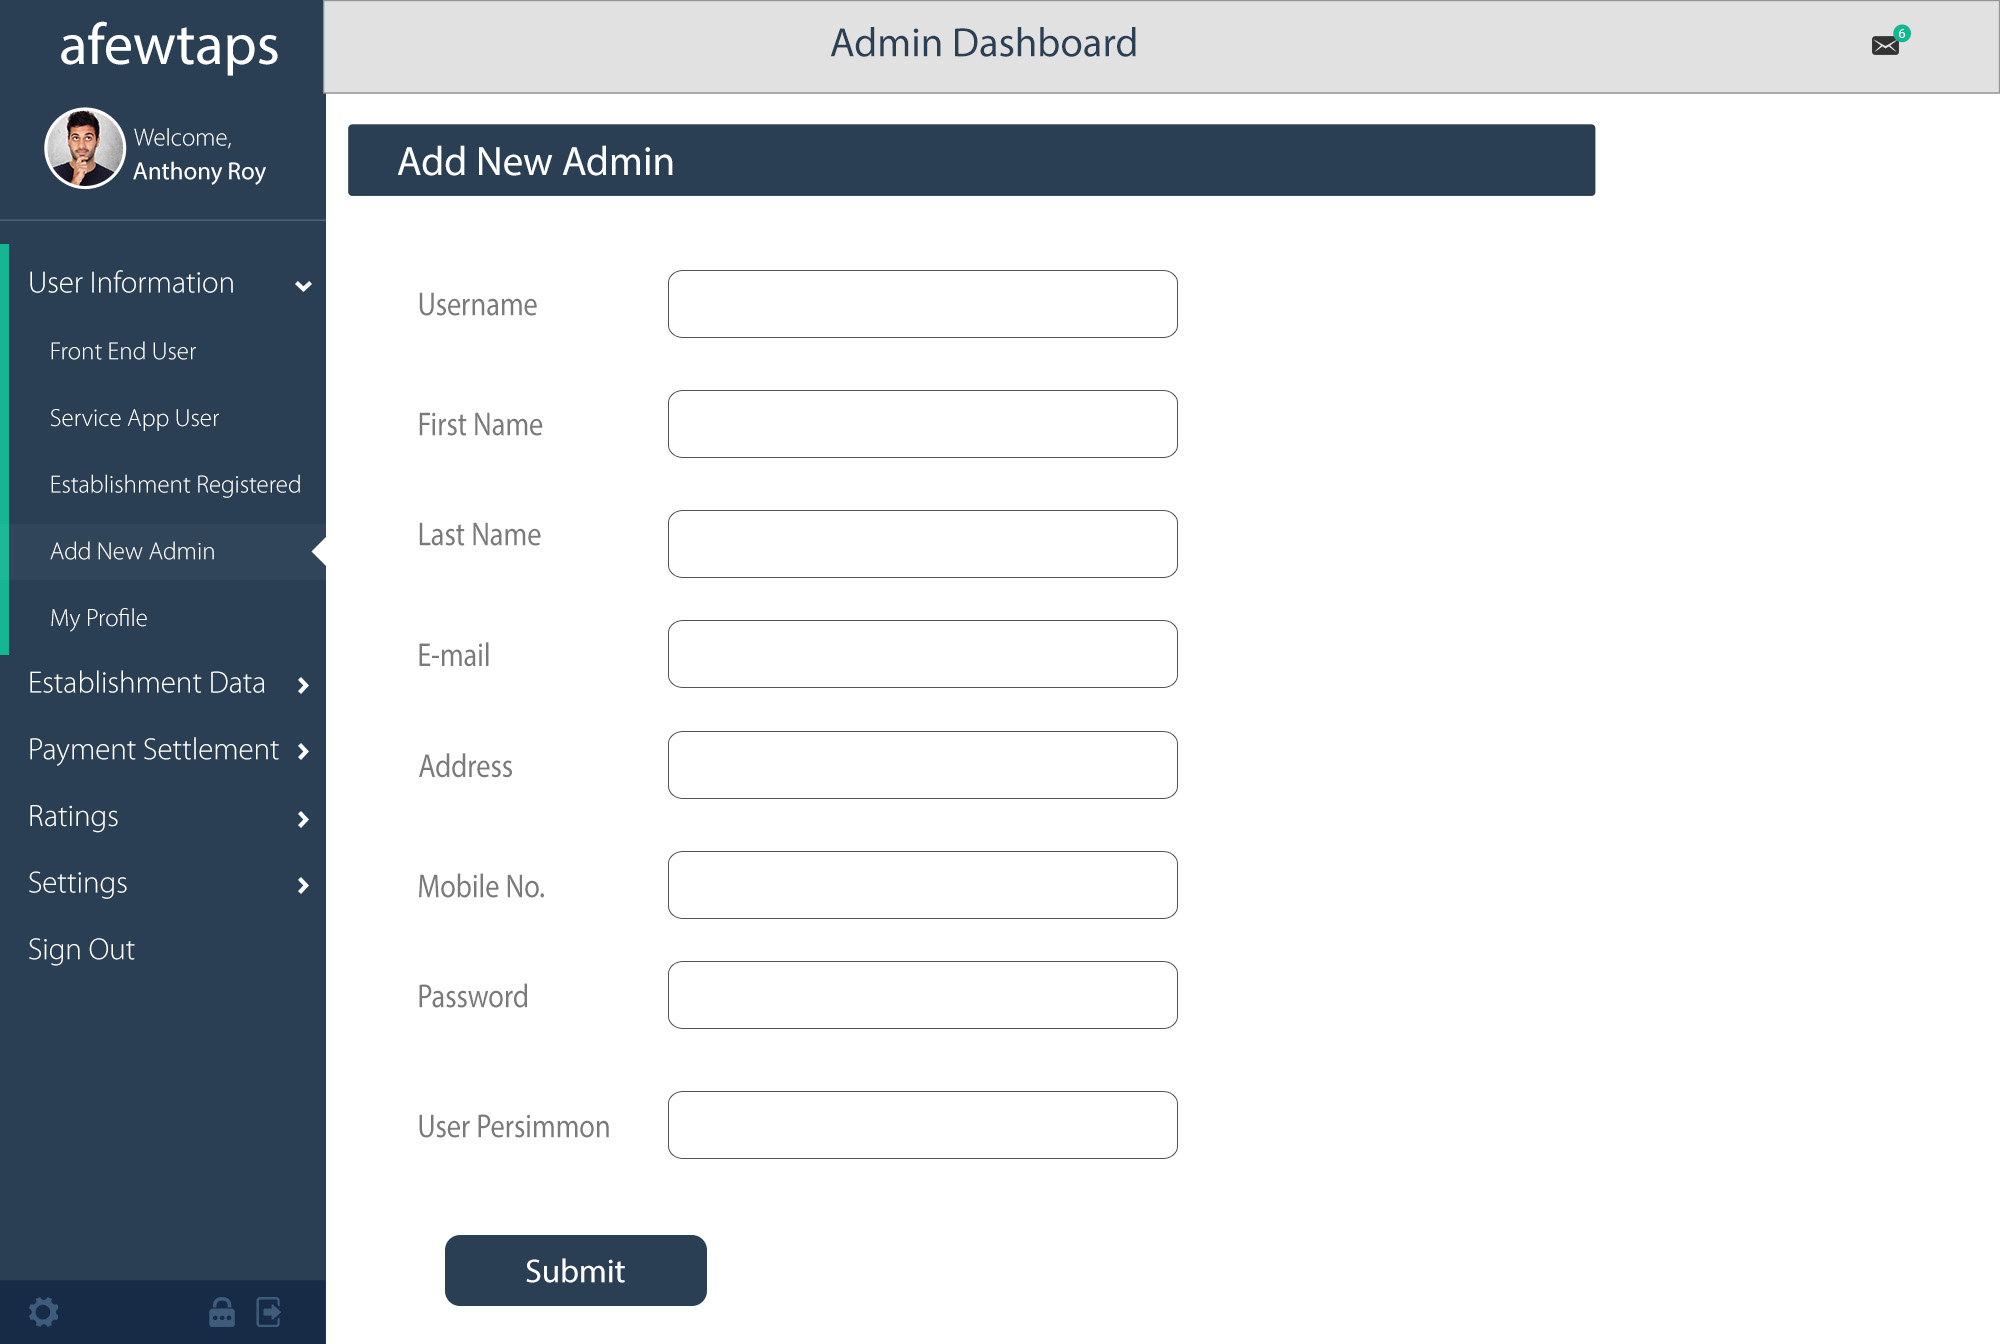 afewtaps
Welcome,
Anthony Roy
User Information
Front End User
Service App User
Establishment Registered
Add New Admin
My Profile
Establishment Data
Payment Settlement
Ratings
Settings
Sign Out
Admin Dashboard
6
Add New Admin
Username
First Name
Last Name
E-mail
Address
Mobile No.
Password
User Persimmon
Submit